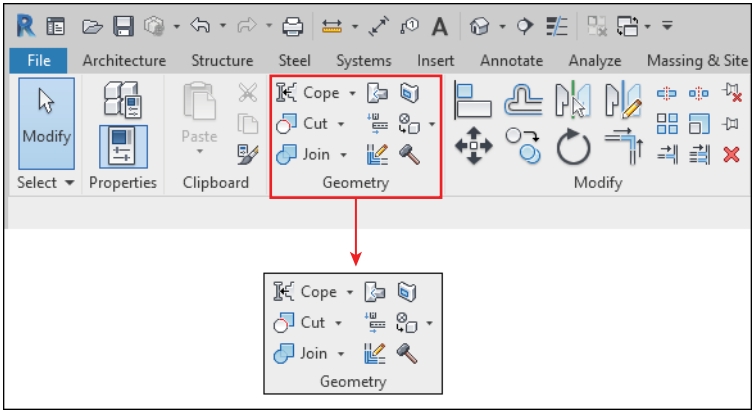 R A
File Architecture Structure Steel Systems Insert Annotate Analyze Massing & Site
Cope
Modify Paste Cut
Join
Select Properties Clipboard Geometry Modify
Cope
Cut
Join
Geometry